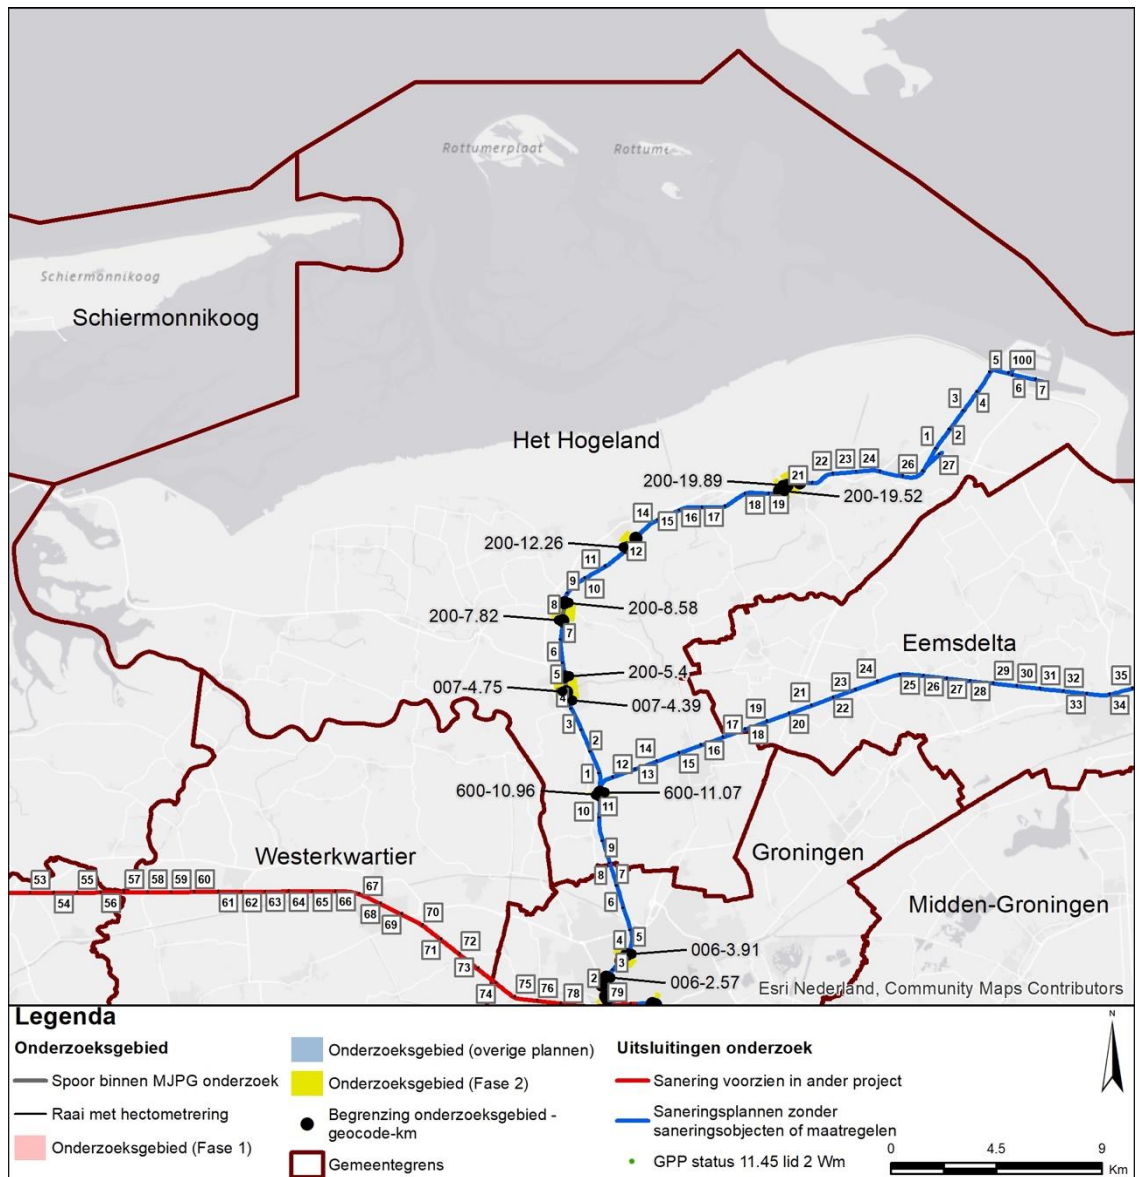 Rottumerplaat
Rottume
Schiermonnikoog
Schiermonnikoog
5 100
6 7
3
4
Het Hogeland
1 2
22 23 24
26
27
200-19.89
21
200-19.52
14
15 16 17
18 19
200-12.26
12
11
9
10
8
200-8.58
200-7.82
7
6
Eemsdelta
5
200-5.4
24
29 30 31 32 35
25 26 27 28
33 34
007-4.75
4
007-4.39
23
22
21
20
3
19
17
18
2
14
16
12
15
1
13
600-10.96
600-11.07
10 11
9
Westerkwartier
Groningen
8 7
53 55 57 58 59 60
67
54 56
61 62 63 64 65 66
68
69
70
6
Midden-Groningen
71
72
4 5
006-3.91
73
3
2
006-2.57
74
75 76 78 79
Esri Nederland, Community Maps Contributors
Legenda
Onderzoeksgebied
Spoor binnen MJPG onderzoek
Raai met hectometrering
Onderzoeksgebied (Fase 1)
Onderzoeksgebied (overige plannen)
Onderzoeksgebied (Fase 2)
Begrenzing onderzoeksgebied -
geocode-km
Gemeentegrens
Uitsluitingen onderzoek
Sanering voorzien in ander project
Saneringsplannen zonder
saneringsobjecten of maatregelen
GPP status 11.45 lid 2 Wm
N
0 4.5 9
Km